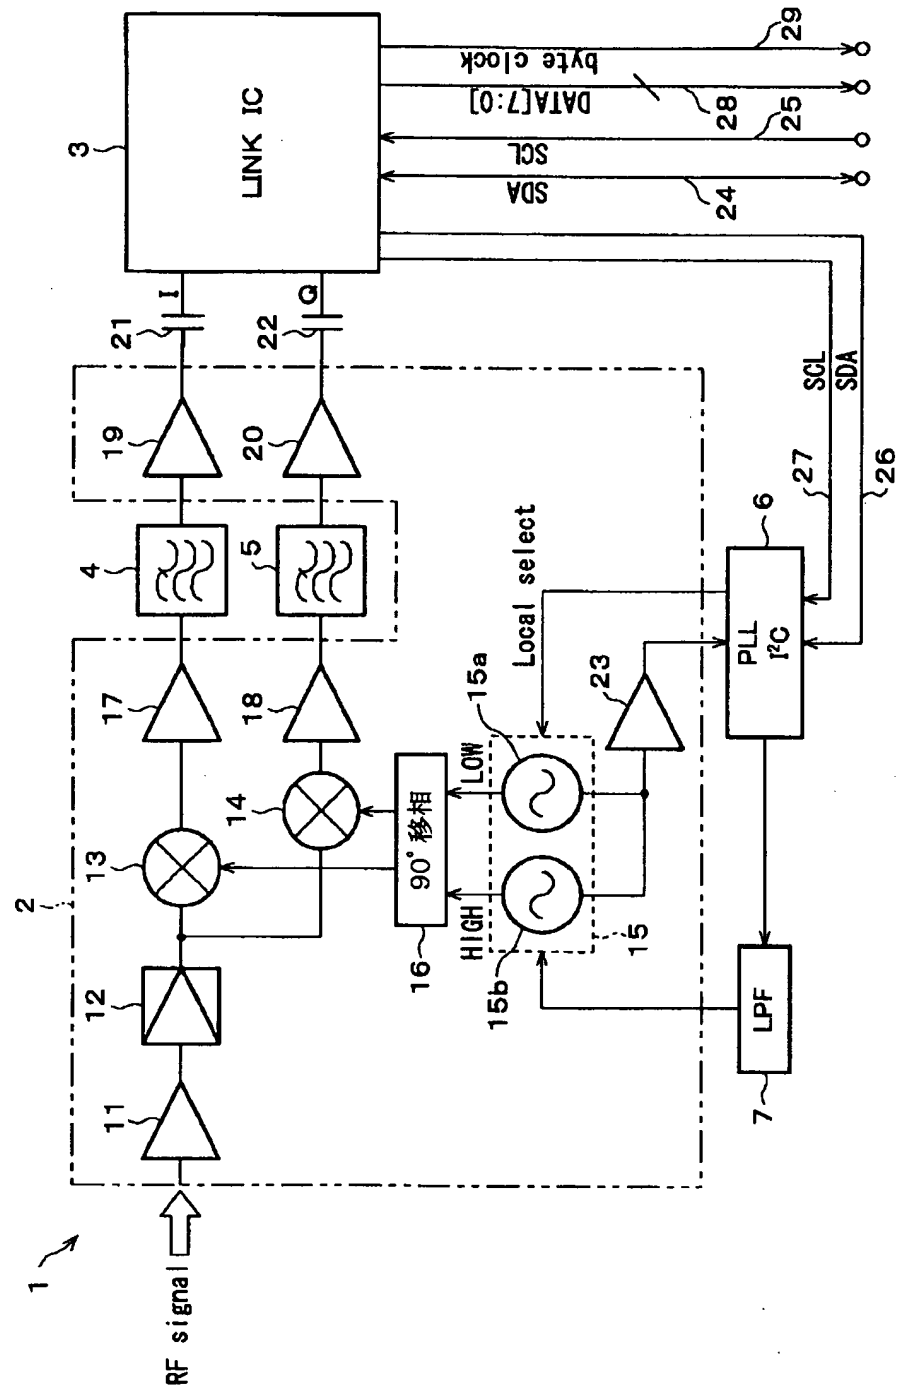 1
RF signal
2
11
12
13
14
17
18
4
5
19
20
21
22
I
Q
3
LINK IC
90°移相
16
HIGH
LOW
15b
15a
15
Local select
23
PLL
I²C
6
LPF
7
SCL
SDA
27
26
SDA
24
SCL
25
DATA[7:0]
28
byte clock
29